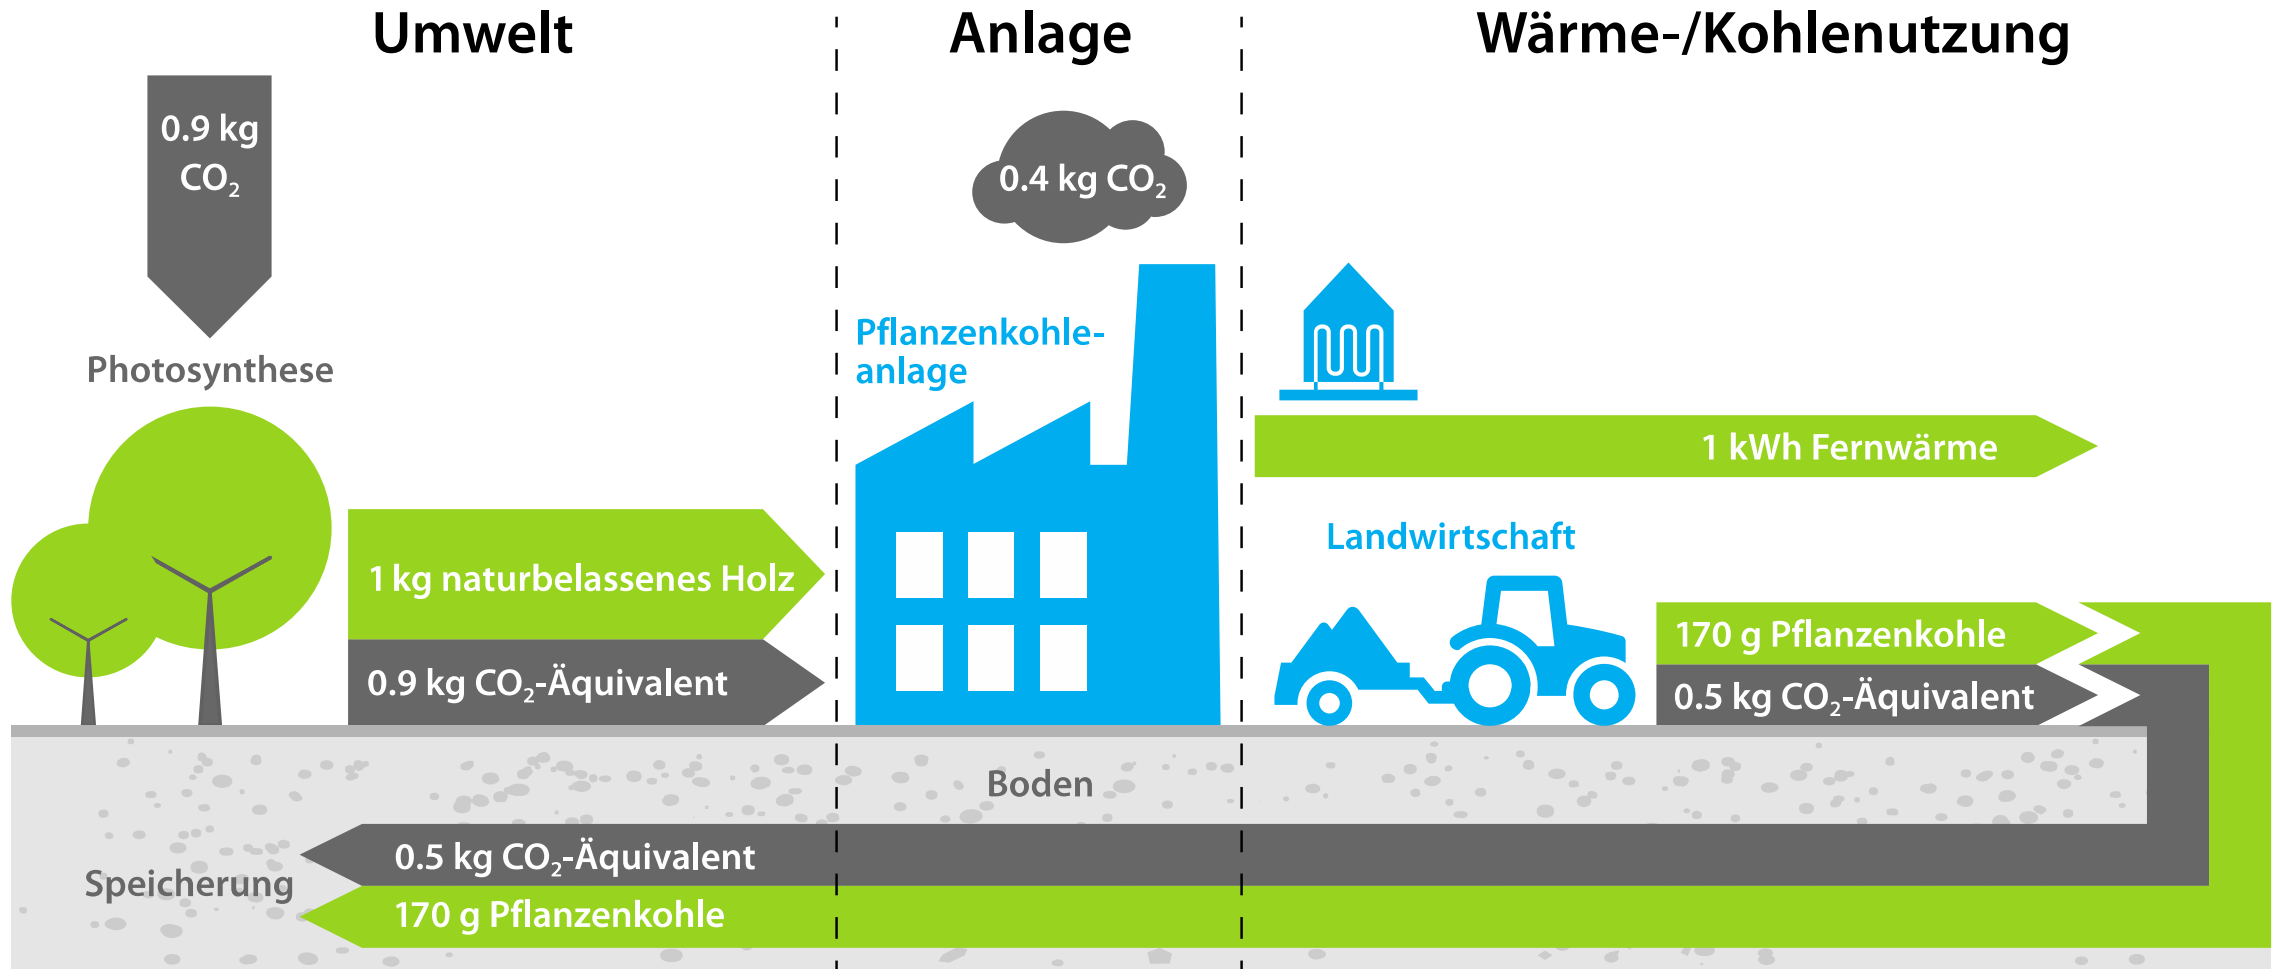 Umwelt
Anlage
Wärme-/Kohlenutzung
0.9 kg
CO₂
Photosynthese
1 kg naturbelassenes Holz
0.9 kg CO₂-Äquivalent
0.4 kg CO₂
Pflanzenkohle-
anlage
1 kWh Fernwärme
Landwirtschaft
170 g Pflanzenkohle
0.5 kg CO₂-Äquivalent
Boden
Speicherung
0.5 kg CO₂-Äquivalent
170 g Pflanzenkohle